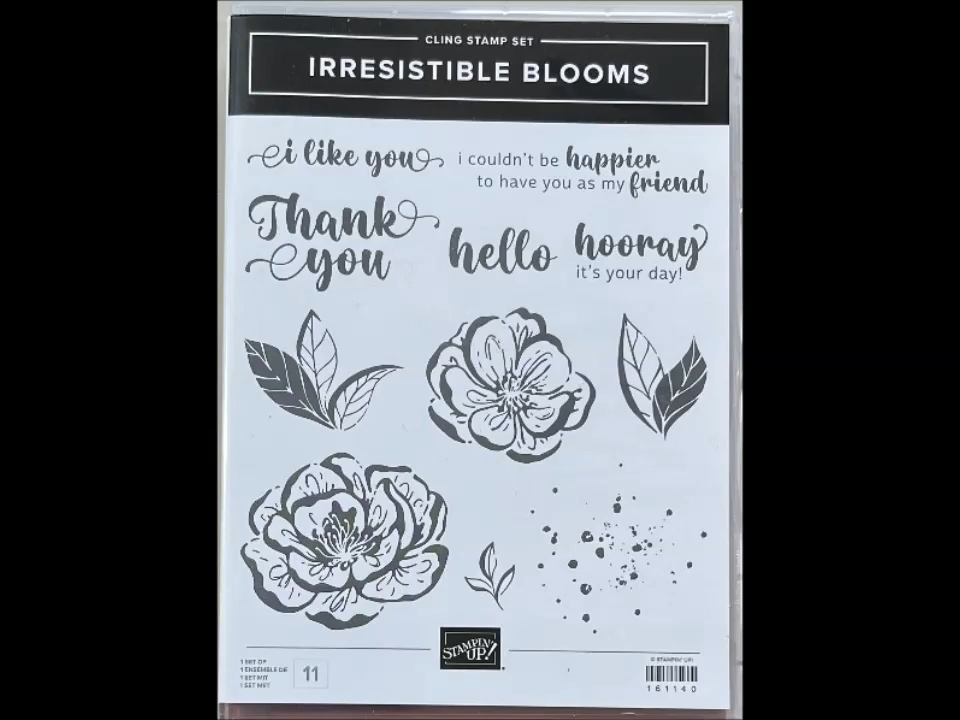 CLING STAMP SET
IRRESISTIBLE BLOOMS
i like you
i couldn't be happier
to have you as my friend
Thank
you
hello
hooray
it's your day!
STAMPIN'
UP!
1 SET OF
1 ENSEMBLE DE
1 SET MIT
1 SET MET
11
© STAMPIN' UP!
161140